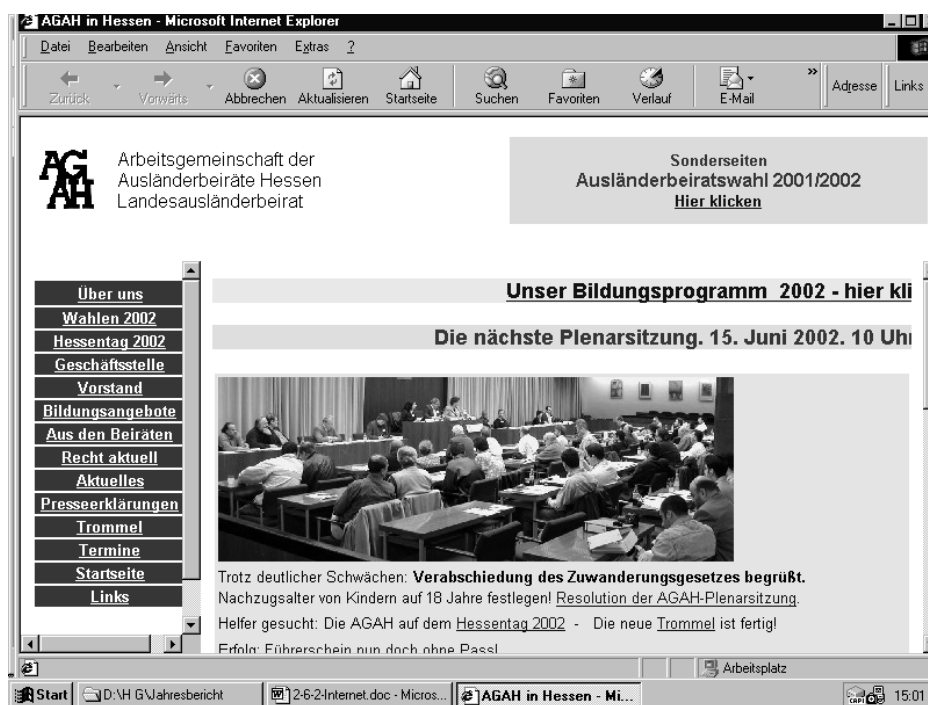 AGAH in Hessen - Microsoft Internet Explorer
Datei Bearbeiten Ansicht Favoriten Extras ?
Zurück Vorwärts Abbrechen Aktualisieren Startseite Suchen Favoriten Verlauf E-Mail » Adresse Links
AGAH
Arbeitsgemeinschaft der
Ausländerbeiräte Hessen
Landesausländerbeirat
Sonderseiten
Ausländerbeiratswahl 2001/2002
Hier klicken
Über uns
Wahlen 2002
Hessentag 2002
Geschäftsstelle
Vorstand
Bildungsangebote
Aus den Beiräten
Recht aktuell
Aktuelles
Presseerklärungen
Trommel
Termine
Startseite
Links
Unser Bildungsprogramm 2002 - hier kli
Die nächste Plenarsitzung. 15. Juni 2002. 10 Uhr
Trotz deutlicher Schwächen: Verabschiedung des Zuwanderungsgesetzes begrüßt.
Nachzugsalter von Kindern auf 18 Jahre festlegen! Resolution der AGAH-Plenarsitzung.
Helfer gesucht: Die AGAH auf dem Hessentag 2002 - Die neue Trommel ist fertig!
Erfolg: Führerschein nun doch ohne Pass!
Arbeitsplatz
Start D:\H G\Jahresbericht 2-6-2-Internet.doc - Micros... AGAH in Hessen - Mi... CAPI 15:01